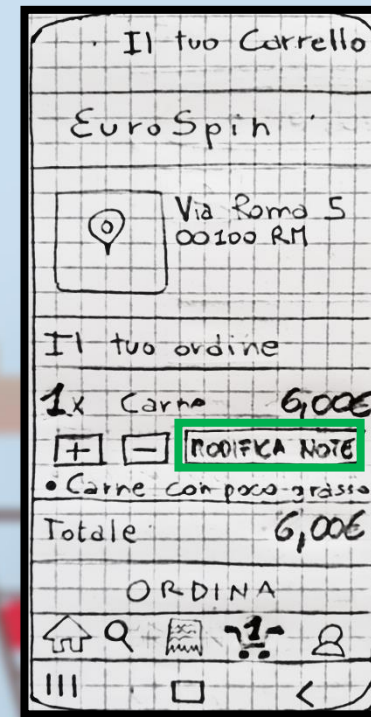 Il tuo Carrello
EuroSpin
Via Roma 5
00100 RM
Il tuo ordine
1x Carne 6,00€
+ - MODIFICA NOTE
• Carne con poco grasso
Totale 6,00€
ORDINA
1